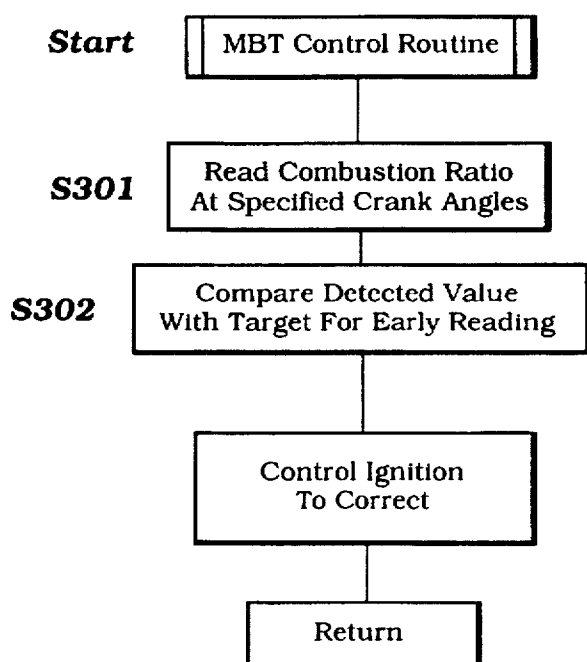 Start
MBT Control Routine
S301
Read Combustion Ratio
At Specified Crank Angles
S302
Compare Detected Value
With Target For Early Reading
Control Ignition
To Correct
Return